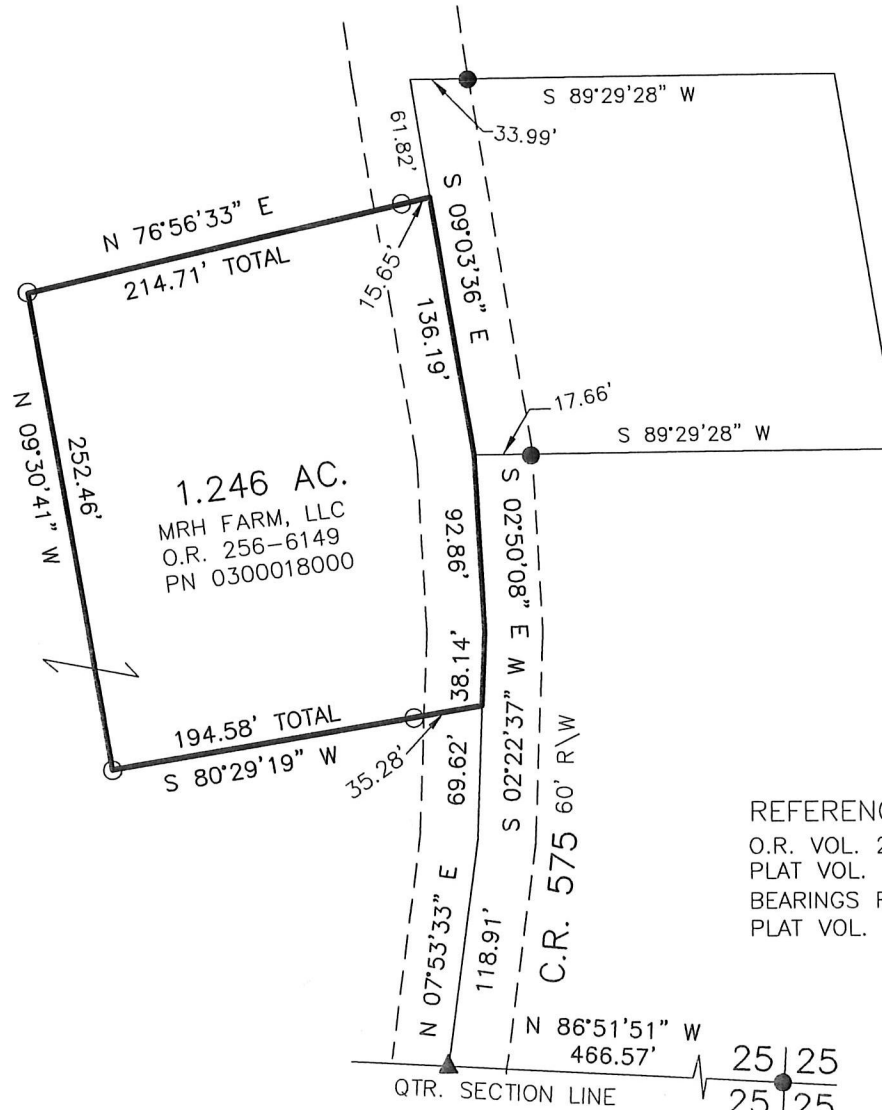 S 89°29'28" W
33.99'
61.82'
N 76°56'33" E
214.71' TOTAL
15.65'
S 09°03'36" E
136.19'
17.66'
S 89°29'28" W
N 09°30'41" W
252.46'
1.246 AC.
MRH FARM, LLC
O.R. 256-6149
PN 0300018000
92.86'
S 02°50'08" E
38.14'
S 02°22'37" W
194.58' TOTAL
S 80°29'19" W
35.28'
69.62'
C.R. 575 60' R\W
REFERENC
O.R. VOL. 2
PLAT VOL.
BEARINGS
PLAT VOL.
N 07°53'33" E
118.91'
N 86°51'51" W
466.57'
QTR. SECTION LINE
25 25
25 25